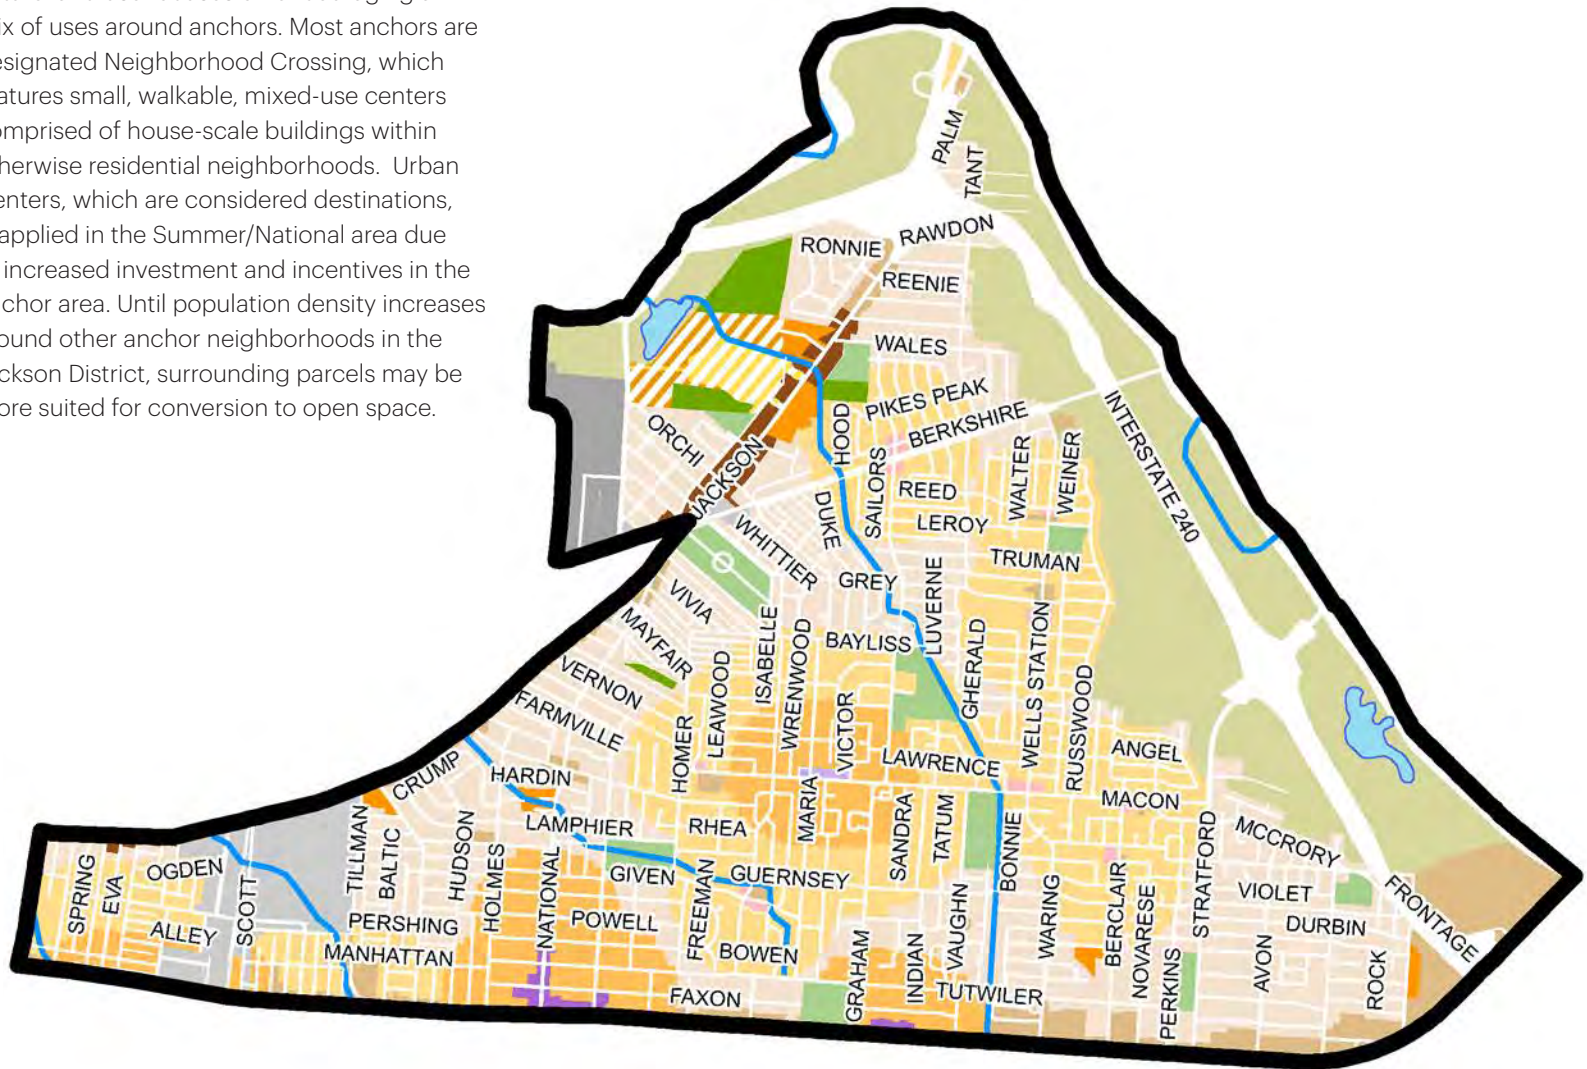 ix of uses around anchors. Most anchors are
esignated Neighborhood Crossing, which
atures small, walkable, mixed-use centers
omprised of house-scale buildings within
herwise residential neighborhoods. Urban
enters, which are considered destinations,
applied in the Summer/National area due
increased investment and incentives in the
chor area. Until population density increases
ound other anchor neighborhoods in the
ckson District, surrounding parcels may be
ore suited for conversion to open space.
PALM
TANT
RONNIE
RAWDON
REENIE
WALES
PIKES PEAK
BERKSHIRE
INTERSTATE 240
ORCHI
JACKSON
HOOD
SAILORS
REED
LEROY
WALTER
WEINER
DUKE
WHITTIER
TRUMAN
GREY
VIVIA
MAYFAIR
LUVERNE
BAYLISS
ISABELLE
WRENWOOD
GHERALD
WELLS STATION
VERNON
LEAWOOD
RUSSWOOD
FARMVILLE
HOMER
VICTOR
LAWRENCE
ANGEL
CRUMP
HARDIN
MARIA
MACON
LAMPHIER
RHEA
SANDRA
TATUM
BONNIE
STRATFORD
MCCRORY
TILLMAN
BALTIC
HUDSON
HOLMES
NATIONAL
GIVEN
GUERNSEY
FREEMAN
OGDEN
SPRING
EVA
SCOTT
VAUGHN
WARING
BERCLAIR
NOVARESE
VIOLET
FRONTAGE
PERSHING
POWELL
DURBIN
ALLEY
MANHATTAN
BOWEN
GRAHAM
INDIAN
PERKINS
AVON
ROCK
FAXON
TUTWILER